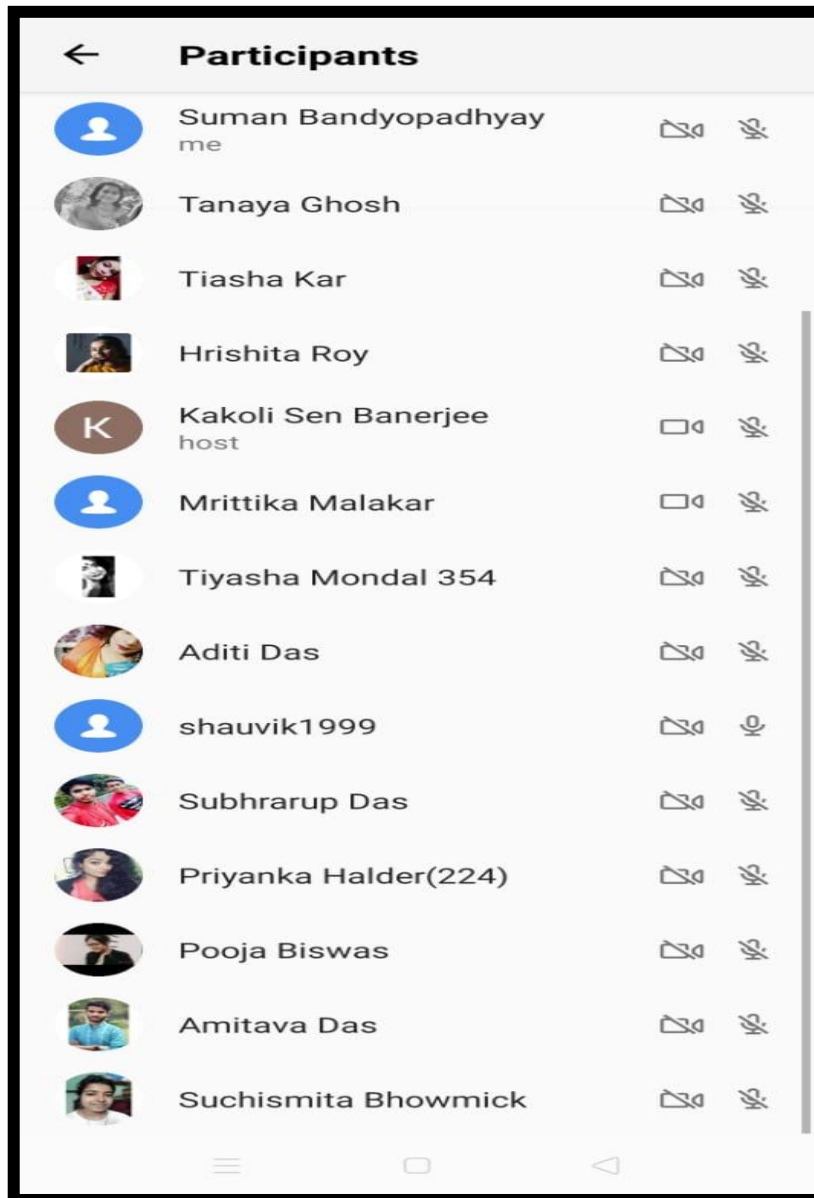 Participants
Suman Bandyopadhyay
me
Tanaya Ghosh
Tiasha Kar
Hrishita Roy
K
Kakoli Sen Banerjee
host
Mrittika Malakar
Tiyasha Mondal 354
Aditi Das
shauvik1999
Subhrarup Das
Priyanka Halder(224)
Pooja Biswas
Amitava Das
Suchismita Bhowmick